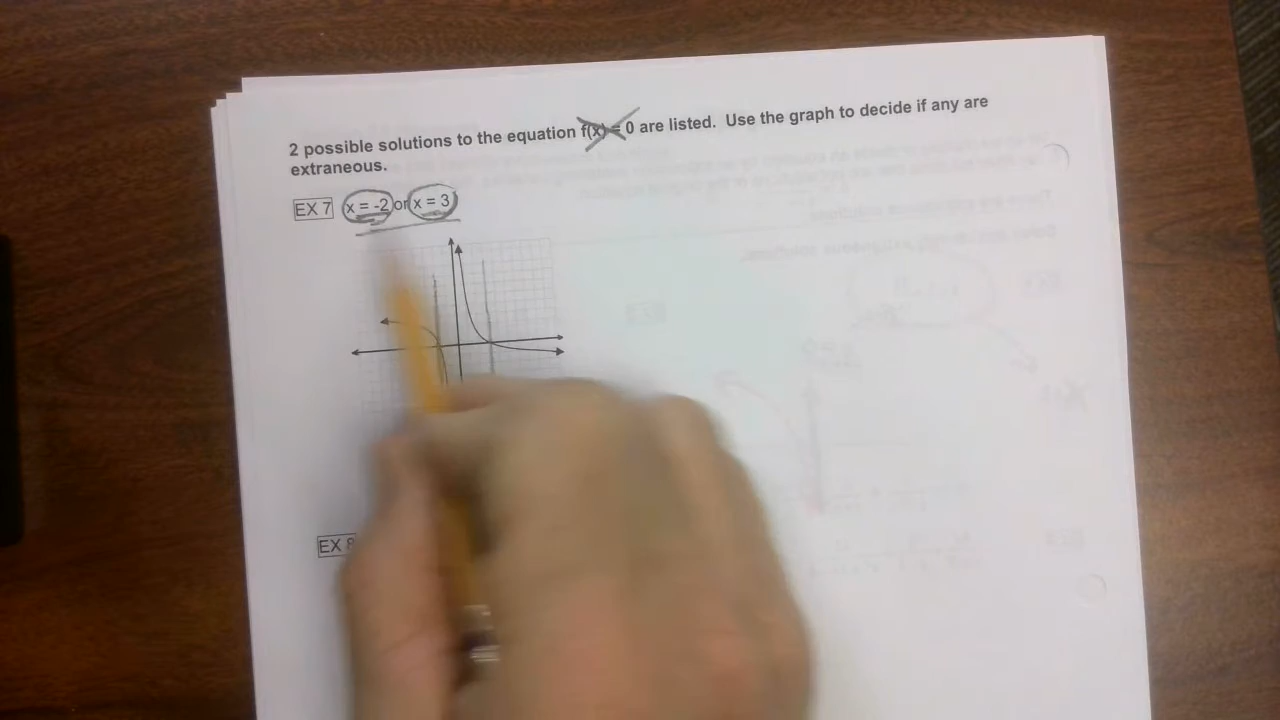 2 possible solutions to the equation f(x) = 0 are listed. Use the graph to decide if any are
extraneous.
EX 7 x = -2 or x = 3
EX 8